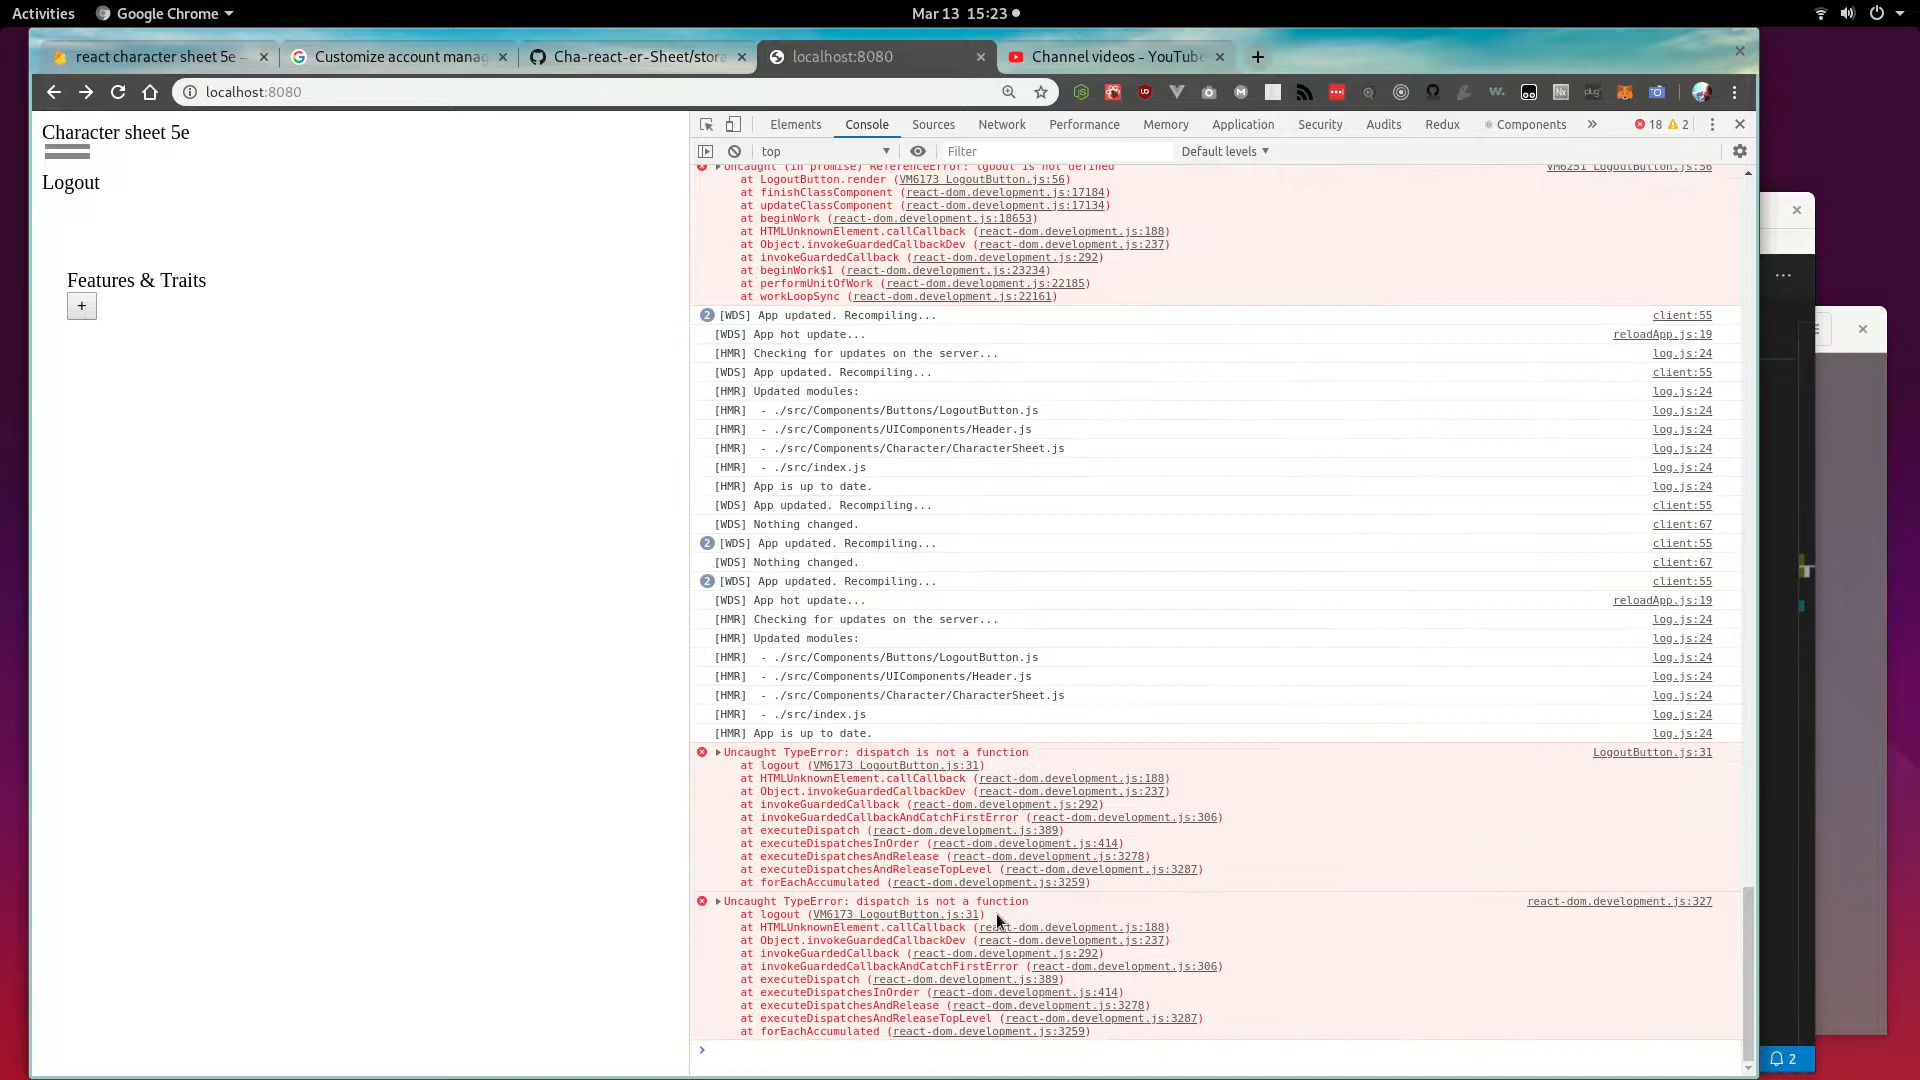 Activities
Google Chrome
Mar 13 15:23
react character sheet 5e –
Customize account manag
Cha-react-er-Sheet/stora
localhost:8080
Channel videos - YouTube
localhost:8080
Character sheet 5e
Logout
Features & Traits
+
Elements Console Sources Network Performance Memory Application Security Audits Redux Components » 18 2
top Filter Default levels
Uncaught (in promise) ReferenceError: (goout is not defined VM6251 LogoutButton.js:56
at LogoutButton.render (VM6173 LogoutButton.js:56)
at finishClassComponent (react-dom.development.js:17184)
at updateClassComponent (react-dom.development.js:17134)
at beginWork (react-dom.development.js:18653)
at HTMLUnknownElement.callCallback (react-dom.development.js:188)
at Object.invokeGuardedCallbackDev (react-dom.development.js:237)
at invokeGuardedCallback (react-dom.development.js:292)
at beginWork$1 (react-dom.development.js:23234)
at performUnitOfWork (react-dom.development.js:22185)
at workLoopSync (react-dom.development.js:22161)
2 [WDS] App updated. Recompiling... client:55
[WDS] App hot update... reloadApp.js:19
[HMR] Checking for updates on the server... log.js:24
[WDS] App updated. Recompiling... client:55
[HMR] Updated modules: log.js:24
[HMR]  - ./src/Components/Buttons/LogoutButton.js log.js:24
[HMR]  - ./src/Components/UIComponents/Header.js log.js:24
[HMR]  - ./src/Components/Character/CharacterSheet.js log.js:24
[HMR]  - ./src/index.js log.js:24
[HMR] App is up to date. log.js:24
[WDS] App updated. Recompiling... client:55
[WDS] Nothing changed. client:67
2 [WDS] App updated. Recompiling... client:55
[WDS] Nothing changed. client:67
2 [WDS] App updated. Recompiling... client:55
[WDS] App hot update... reloadApp.js:19
[HMR] Checking for updates on the server... log.js:24
[HMR] Updated modules: log.js:24
[HMR]  - ./src/Components/Buttons/LogoutButton.js log.js:24
[HMR]  - ./src/Components/UIComponents/Header.js log.js:24
[HMR]  - ./src/Components/Character/CharacterSheet.js log.js:24
[HMR]  - ./src/index.js log.js:24
[HMR] App is up to date. log.js:24
Uncaught TypeError: dispatch is not a function LogoutButton.js:31
at logout (VM6173 LogoutButton.js:31)
at HTMLUnknownElement.callCallback (react-dom.development.js:188)
at Object.invokeGuardedCallbackDev (react-dom.development.js:237)
at invokeGuardedCallback (react-dom.development.js:292)
at invokeGuardedCallbackAndCatchFirstError (react-dom.development.js:306)
at executeDispatch (react-dom.development.js:389)
at executeDispatchesInOrder (react-dom.development.js:414)
at executeDispatchesAndRelease (react-dom.development.js:3278)
at executeDispatchesAndReleaseTopLevel (react-dom.development.js:3287)
at forEachAccumulated (react-dom.development.js:3259)
Uncaught TypeError: dispatch is not a function react-dom.development.js:327
at logout (VM6173 LogoutButton.js:31)
at HTMLUnknownElement.callCallback (react-dom.development.js:188)
at Object.invokeGuardedCallbackDev (react-dom.development.js:237)
at invokeGuardedCallback (react-dom.development.js:292)
at invokeGuardedCallbackAndCatchFirstError (react-dom.development.js:306)
at executeDispatch (react-dom.development.js:389)
at executeDispatchesInOrder (react-dom.development.js:414)
at executeDispatchesAndRelease (react-dom.development.js:3278)
at executeDispatchesAndReleaseTopLevel (react-dom.development.js:3287)
at forEachAccumulated (react-dom.development.js:3259)
2